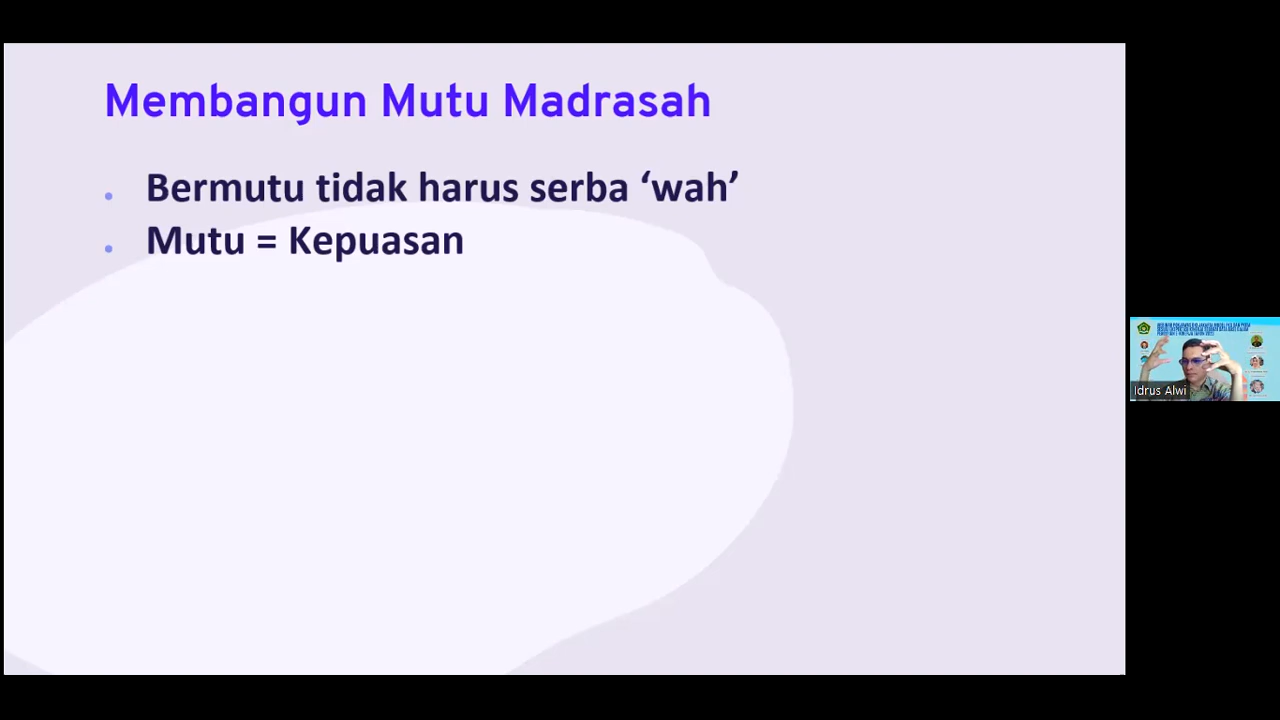 Membangun Mutu Madrasah
• Bermutu tidak harus serba ‘wah’
• Mutu = Kepuasan
Idrus Alwi